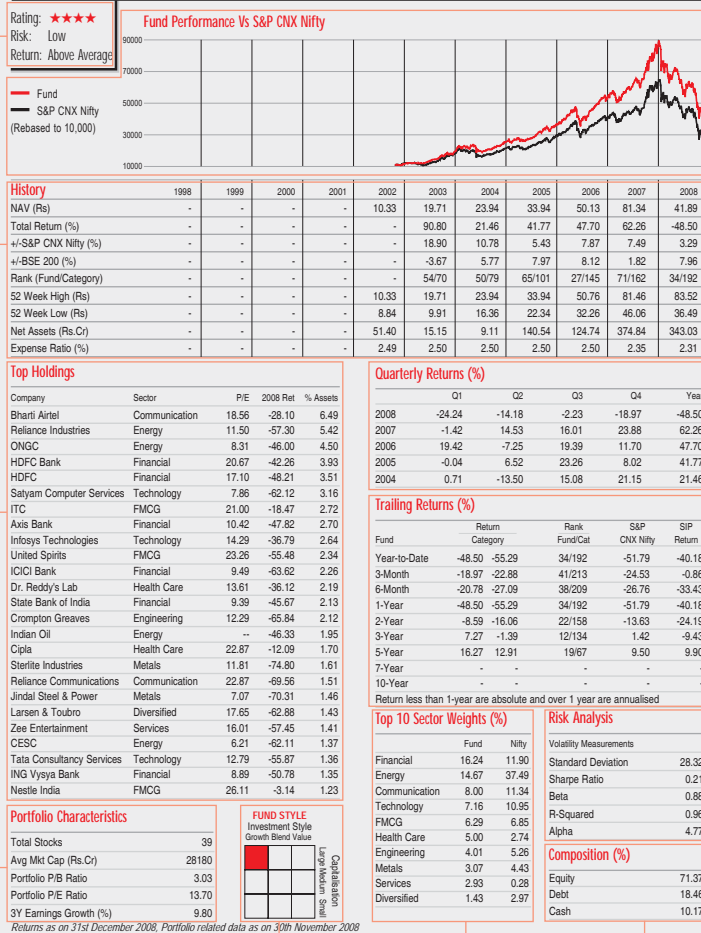 Rating: ★★★★
Risk: Low
Return: Above Average
Fund Performance Vs S&P CNX Nifty
90000
70000
50000
30000
10000
Fund
S&P CNX Nifty
(Rebased to 10,000)
History 1998 1999 2000 2001 2002 2003 2004 2005 2006 2007 2008
NAV (Rs) - - - - 10.33 19.71 23.94 33.94 50.13 81.34 41.89
Total Return (%) - - - - - 90.80 21.46 41.77 47.70 62.26 -48.50
+/-S&P CNX Nifty (%) - - - - - 18.90 10.78 5.43 7.87 7.49 3.29
+/-BSE 200 (%) - - - - - -3.67 5.77 7.97 8.12 1.82 7.96
Rank (Fund/Category) - - - - - 54/70 50/79 65/101 27/145 71/162 34/192
52 Week High (Rs) - - - - 10.33 19.71 23.94 33.94 50.76 81.46 83.52
52 Week Low (Rs) - - - - 8.84 9.91 16.36 22.34 32.26 46.06 36.49
Net Assets (Rs.Cr) - - - - 51.40 15.15 9.11 140.54 124.74 374.84 343.03
Expense Ratio (%) - - - - 2.49 2.50 2.50 2.50 2.50 2.35 2.31
Top Holdings
Company Sector P/E 2008 Ret % Assets
Bharti Airtel Communication 18.56 -28.10 6.49
Reliance Industries Energy 11.50 -57.30 5.42
ONGC Energy 8.31 -46.00 4.50
HDFC Bank Financial 20.67 -42.26 3.93
HDFC Financial 17.10 -48.21 3.51
Satyam Computer Services Technology 7.86 -62.12 3.16
ITC FMCG 21.00 -18.47 2.72
Axis Bank Financial 10.42 -47.82 2.70
Infosys Technologies Technology 14.29 -36.79 2.64
United Spirits FMCG 23.26 -55.48 2.34
ICICI Bank Financial 9.49 -63.62 2.26
Dr. Reddy's Lab Health Care 13.61 -36.12 2.19
State Bank of India Financial 9.39 -45.67 2.13
Crompton Greaves Engineering 12.29 -65.84 2.12
Indian Oil Energy -- -46.33 1.95
Cipla Health Care 22.87 -12.09 1.70
Sterlite Industries Metals 11.81 -74.80 1.61
Reliance Communications Communication 22.87 -69.56 1.51
Jindal Steel & Power Metals 7.07 -70.31 1.46
Larsen & Toubro Diversified 17.65 -62.88 1.43
Zee Entertainment Services 16.01 -57.45 1.41
CESC Energy 6.21 -62.11 1.37
Tata Consultancy Services Technology 12.79 -55.87 1.36
ING Vysya Bank Financial 8.89 -50.78 1.35
Nestle India FMCG 26.11 -3.14 1.23
Quarterly Returns (%)
Q1 Q2 Q3 Q4 Year
2008 -24.24 -14.18 -2.23 -18.97 -48.50
2007 -1.42 14.53 16.01 23.88 62.26
2006 19.42 -7.25 19.39 11.70 47.70
2005 -0.04 6.52 23.26 8.02 41.77
2004 0.71 -13.50 15.08 21.15 21.46
Trailing Returns (%)
Return Rank S&P SIP
Fund Category Fund/Cat CNX Nifty Return
Year-to-Date -48.50 -55.29 34/192 -51.79 -40.18
3-Month -18.97 -22.88 41/213 -24.53 -0.86
6-Month -20.78 -27.09 38/209 -26.76 -33.43
1-Year -48.50 -55.29 34/192 -51.79 -40.18
2-Year -8.59 -16.06 22/158 -13.63 -24.19
3-Year 7.27 -1.39 12/134 1.42 -9.43
5-Year 16.27 12.91 19/67 9.50 9.90
7-Year - - - - -
10-Year - - - - -
Return less than 1-year are absolute and over 1 year are annualised
Top 10 Sector Weights (%)
Fund Nifty
Financial 16.24 11.90
Energy 14.67 37.49
Communication 8.00 11.34
Technology 7.16 10.95
FMCG 6.29 6.85
Health Care 5.00 2.74
Engineering 4.01 5.26
Metals 3.07 4.43
Services 2.93 0.28
Diversified 1.43 2.97
Risk Analysis
Volatility Measurements
Standard Deviation 28.32
Sharpe Ratio 0.21
Beta 0.88
R-Squared 0.96
Alpha 4.77
Composition (%)
Equity 71.37
Debt 18.46
Cash 10.17
Portfolio Characteristics
Total Stocks 39
Avg Mkt Cap (Rs.Cr) 28180
Portfolio P/B Ratio 3.03
Portfolio P/E Ratio 13.70
3Y Earnings Growth (%) 9.80
FUND STYLE
Investment Style
Growth Blend Value
Large Medium Small
Capitalisation
Returns as on 31st December 2008, Portfolio related data as on 30th November 2008